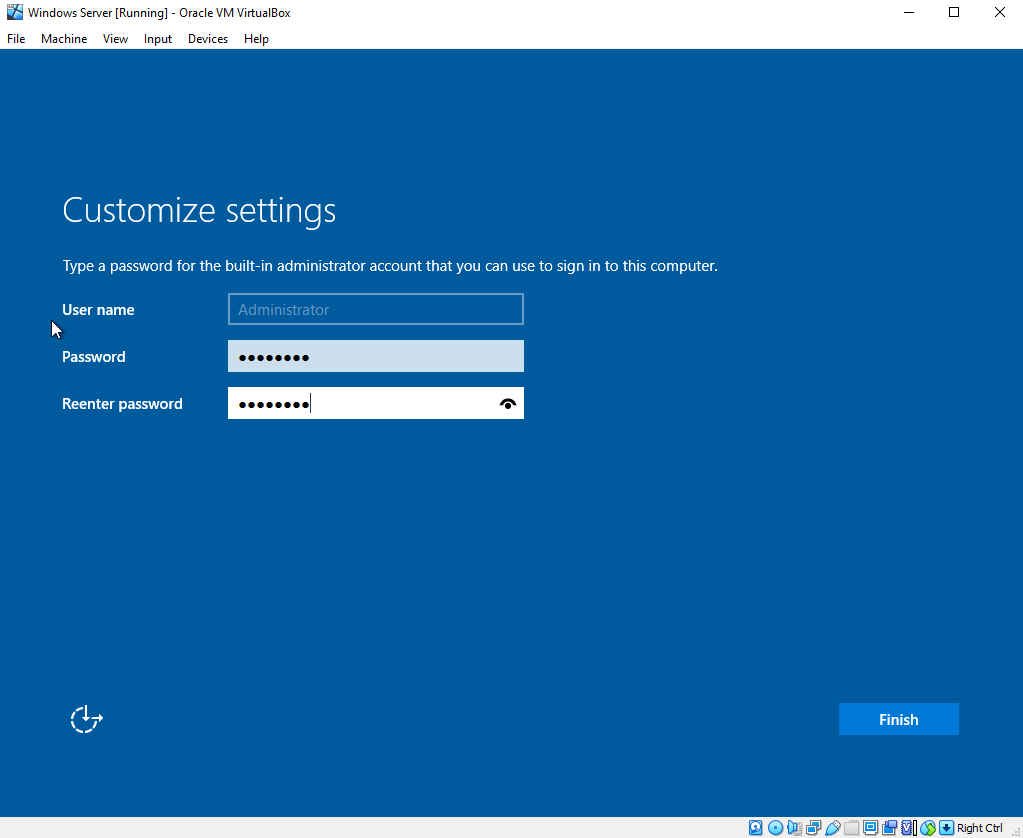 Windows Server [Running] - Oracle VM VirtualBox
File Machine View Input Devices Help
Customize settings
Type a password for the built-in administrator account that you can use to sign in to this computer.
User name Administrator
Password ●●●●●●●●
Reenter password ●●●●●●●●
Finish
Right Ctrl